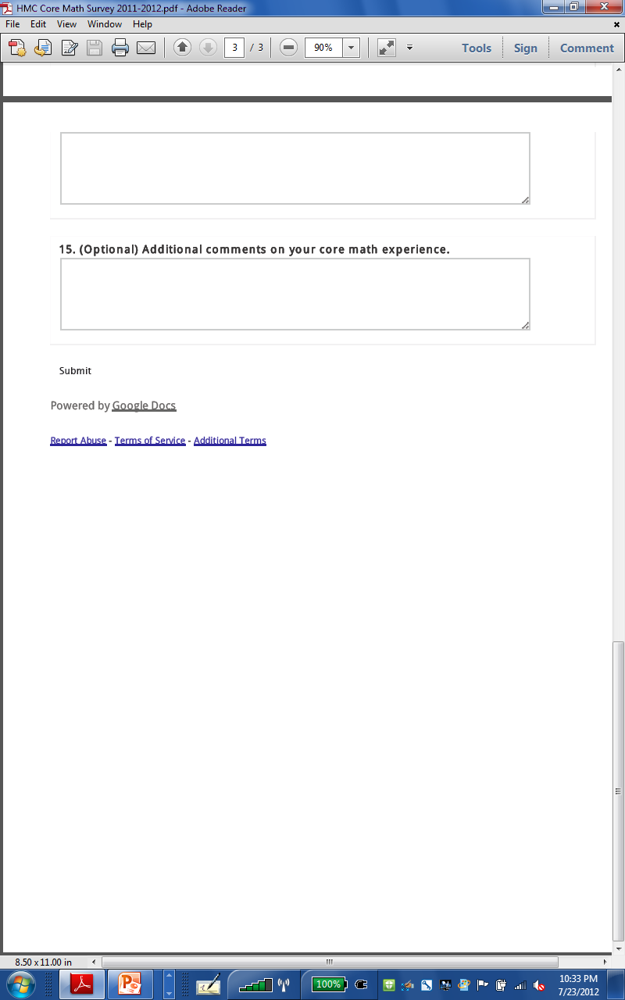 HMC Core Math Survey 2011-2012.pdf - Adobe Reader
File Edit View Window Help
3 / 3 90% Tools Sign Comment
15. (Optional) Additional comments on your core math experience.
Submit
Powered by Google Docs
Report Abuse - Terms of Service - Additional Terms
8.50 x 11.00 in
100% 10:33 PM
7/23/2012